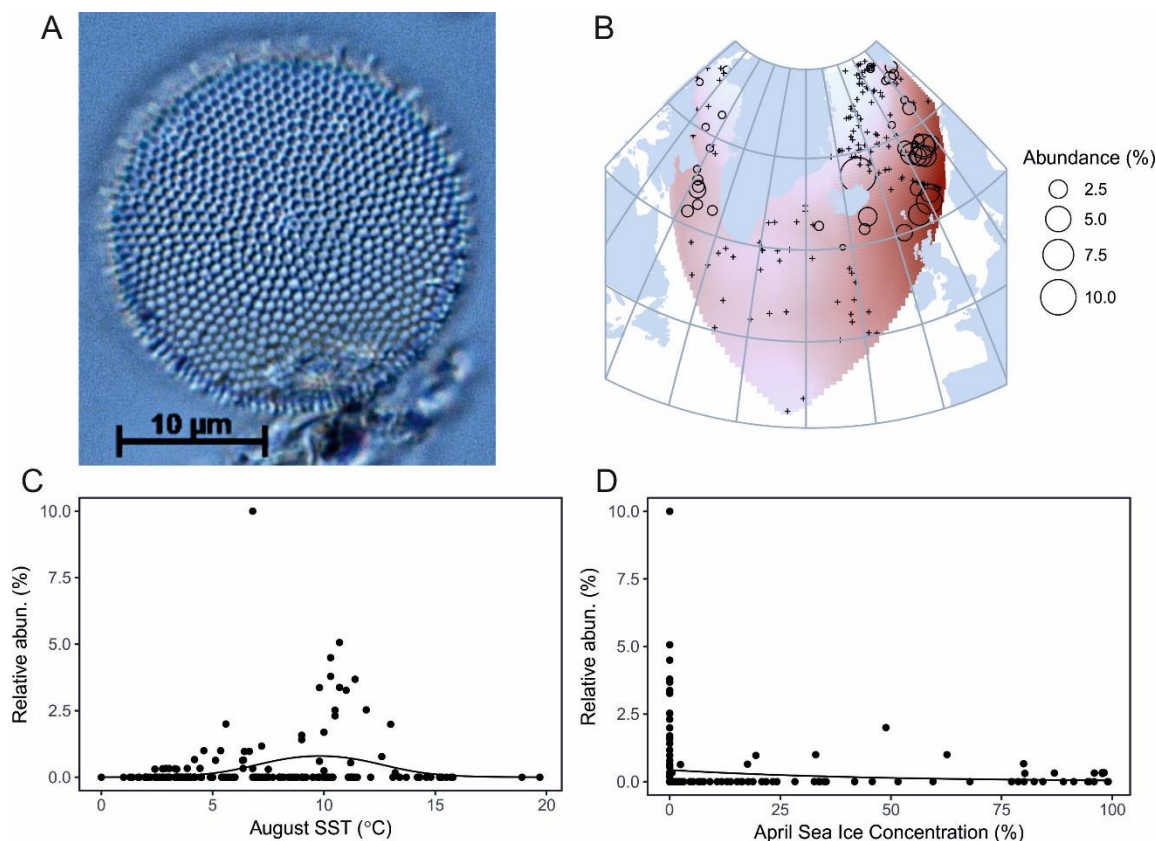 A
10 µm
B
Abundance (%)
2.5
5.0
7.5
10.0
C
10.0
7.5
5.0
2.5
0.0
Relative abun. (%)
0
5
10
15
20
August SST (°C)
D
10.0
7.5
5.0
2.5
0.0
Relative abun. (%)
0
25
50
75
100
April Sea Ice Concentration (%)